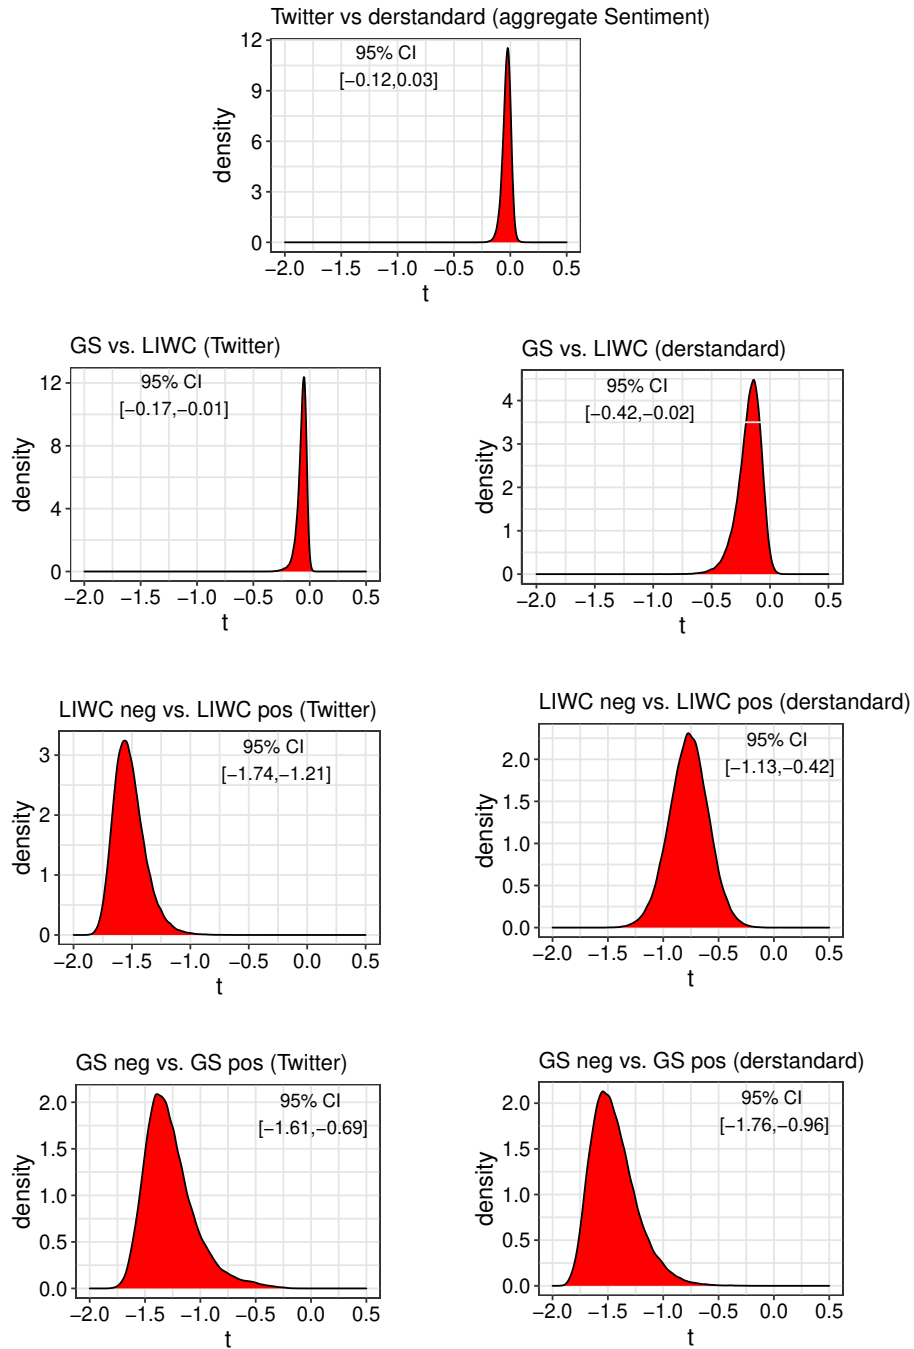 Twitter vs derstandard (aggregate Sentiment)
95% CI
[−0.12,0.03]
12
9
6
3
0
density
−2.0 −1.5 −1.0 −0.5 0.0 0.5
t
GS vs. LIWC (Twitter)
95% CI
[−0.17,−0.01]
12
8
4
0
density
−2.0 −1.5 −1.0 −0.5 0.0 0.5
t
GS vs. LIWC (derstandard)
95% CI
[−0.42,−0.02]
4
3
2
1
0
density
−2.0 −1.5 −1.0 −0.5 0.0 0.5
t
LIWC neg vs. LIWC pos (Twitter)
95% CI
[−1.74,−1.21]
3
2
1
0
density
−2.0 −1.5 −1.0 −0.5 0.0 0.5
t
LIWC neg vs. LIWC pos (derstandard)
95% CI
[−1.13,−0.42]
2.0
1.5
1.0
0.5
0.0
density
−2.0 −1.5 −1.0 −0.5 0.0 0.5
t
GS neg vs. GS pos (Twitter)
95% CI
[−1.61,−0.69]
2.0
1.5
1.0
0.5
0.0
density
−2.0 −1.5 −1.0 −0.5 0.0 0.5
t
GS neg vs. GS pos (derstandard)
95% CI
[−1.76,−0.96]
2.0
1.5
1.0
0.5
0.0
density
−2.0 −1.5 −1.0 −0.5 0.0 0.5
t